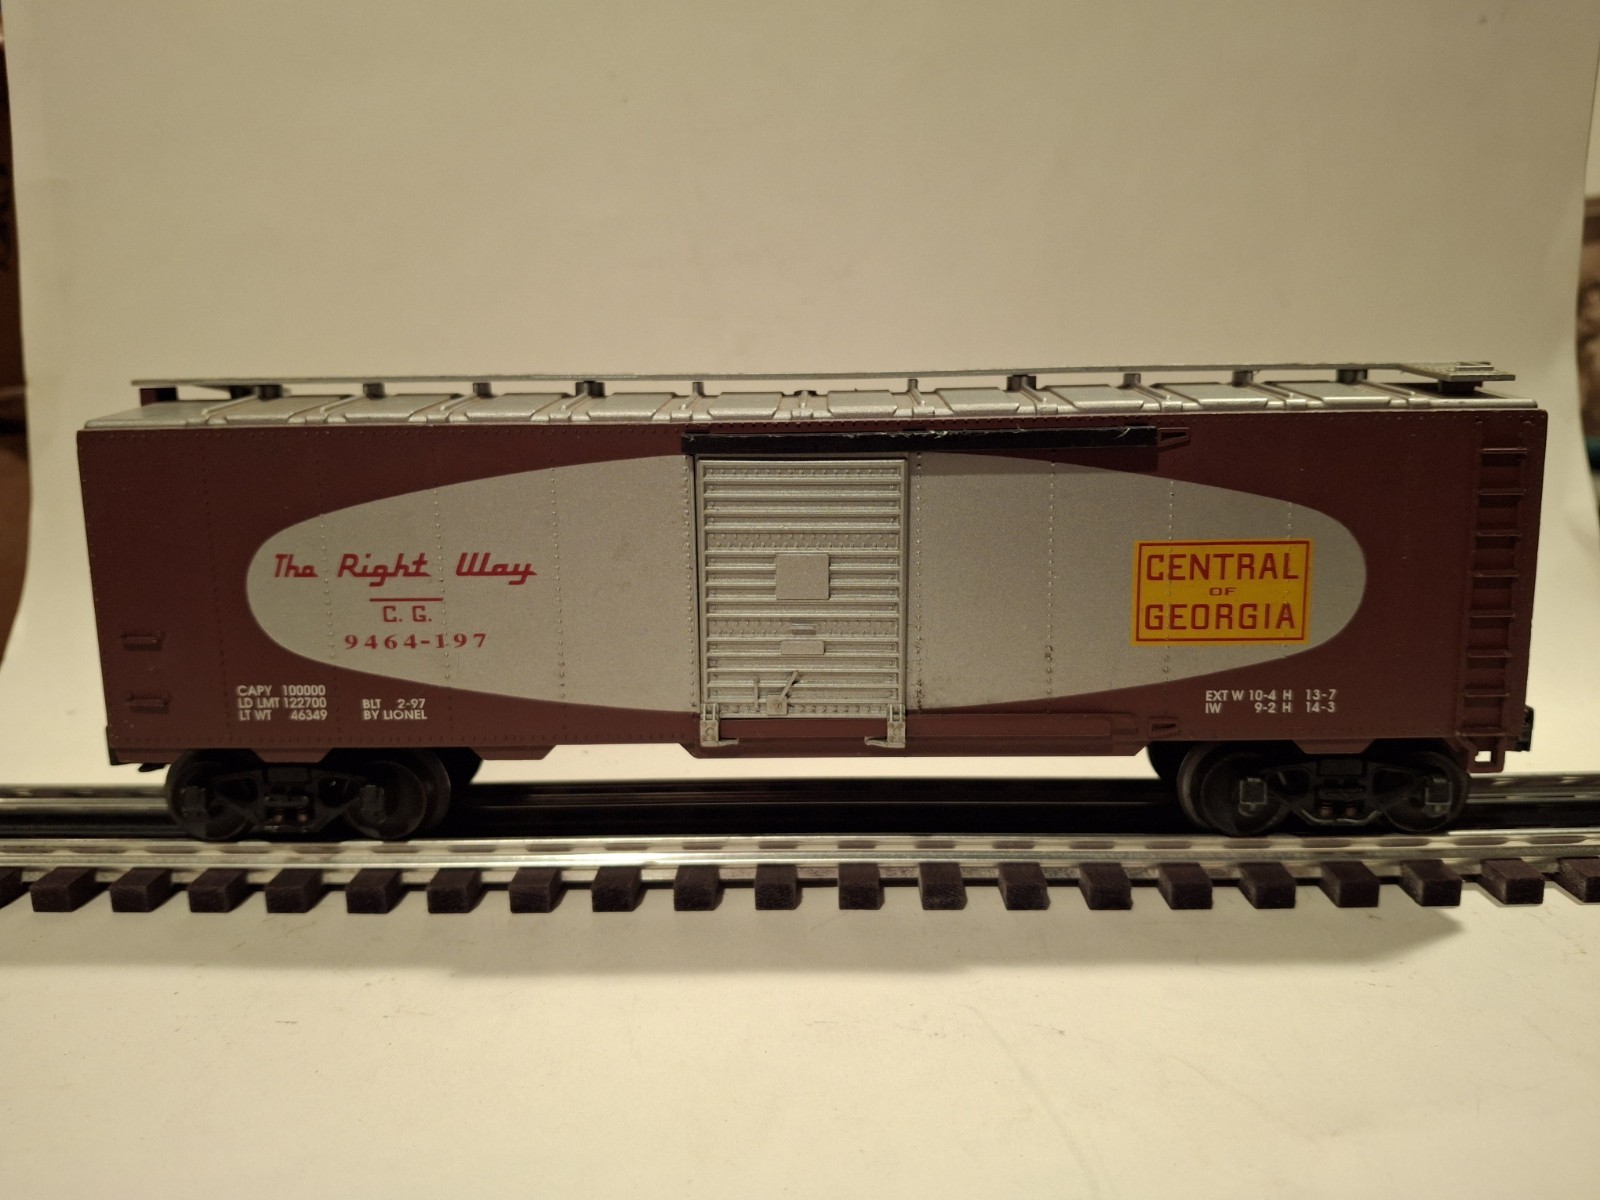 The Right Way
C. G.
9464-197
CAPY 100000
LD LMT 122700
LT WT 46349
BLT 2-97
BY LIONEL
CENTRAL
OF
GEORGIA
EXT W 10-4 H 13-7
IW 9-2 H 14-3